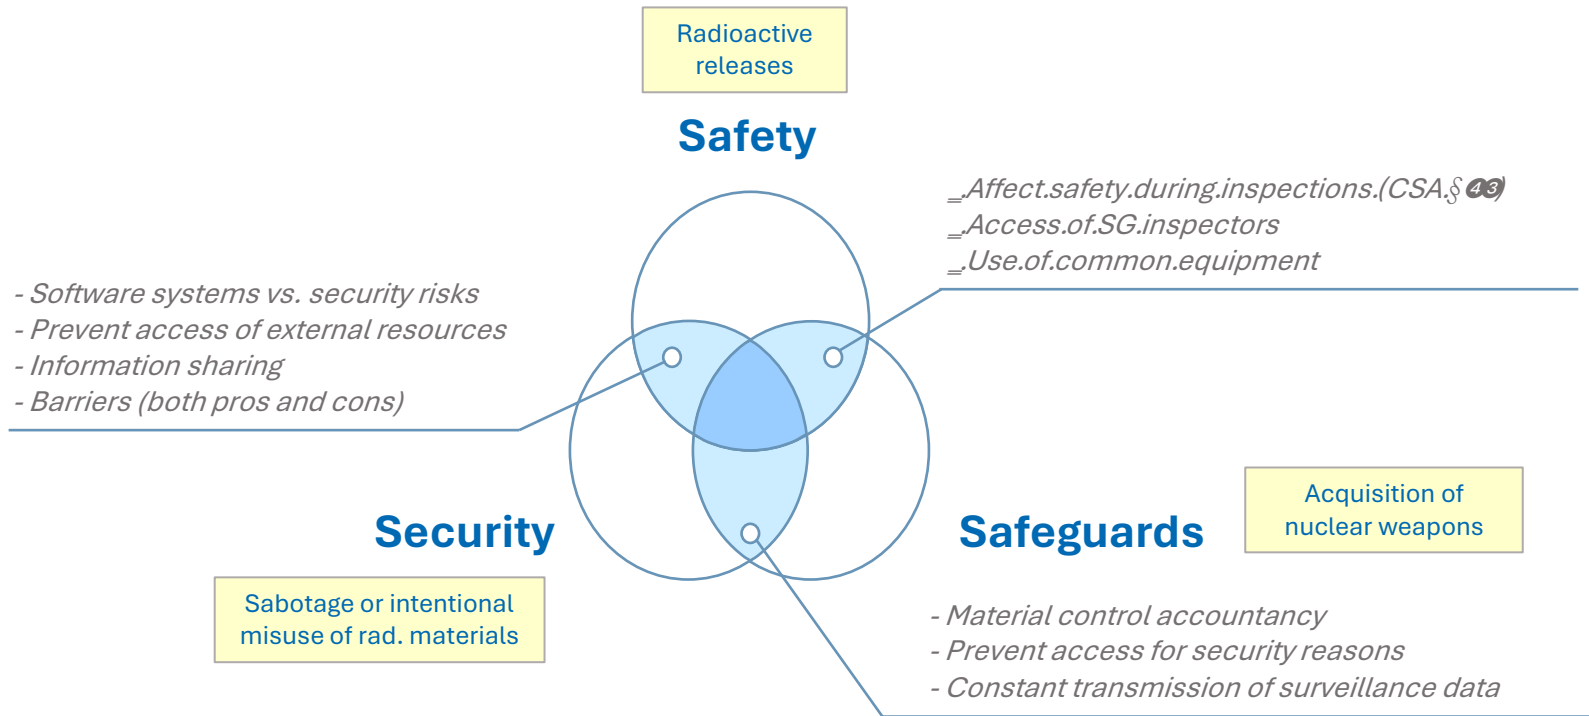 Radioactive
releases
Safety
_.Affect.safety.during.inspections.(CSA.§❹❸)
_.Access.of.SG.inspectors
_.Use.of.common.equipment
- Software systems vs. security risks
- Prevent access of external resources
- Information sharing
- Barriers (both pros and cons)
Security
Safeguards
Acquisition of
nuclear weapons
Sabotage or intentional
misuse of rad. materials
- Material control accountancy
- Prevent access for security reasons
- Constant transmission of surveillance data